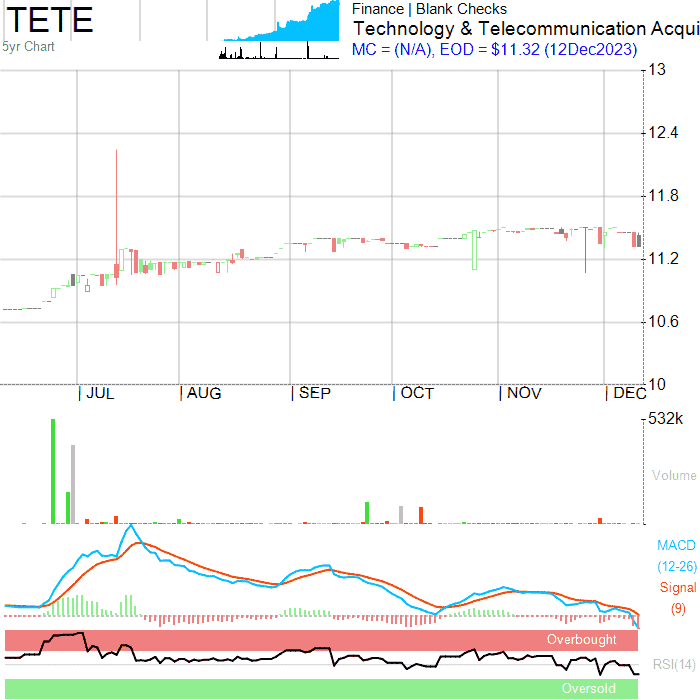 TETE
5yr Chart
Finance | Blank Checks
Technology & Telecommunication Acqui
MC = (N/A), EOD = $11.32 (12Dec2023)
13
12.4
11.8
11.2
10.6
10
JUL AUG SEP OCT NOV DEC
532k
Volume
MACD
(12-26)
Signal
(9)
Overbought
RSI(14)
Oversold